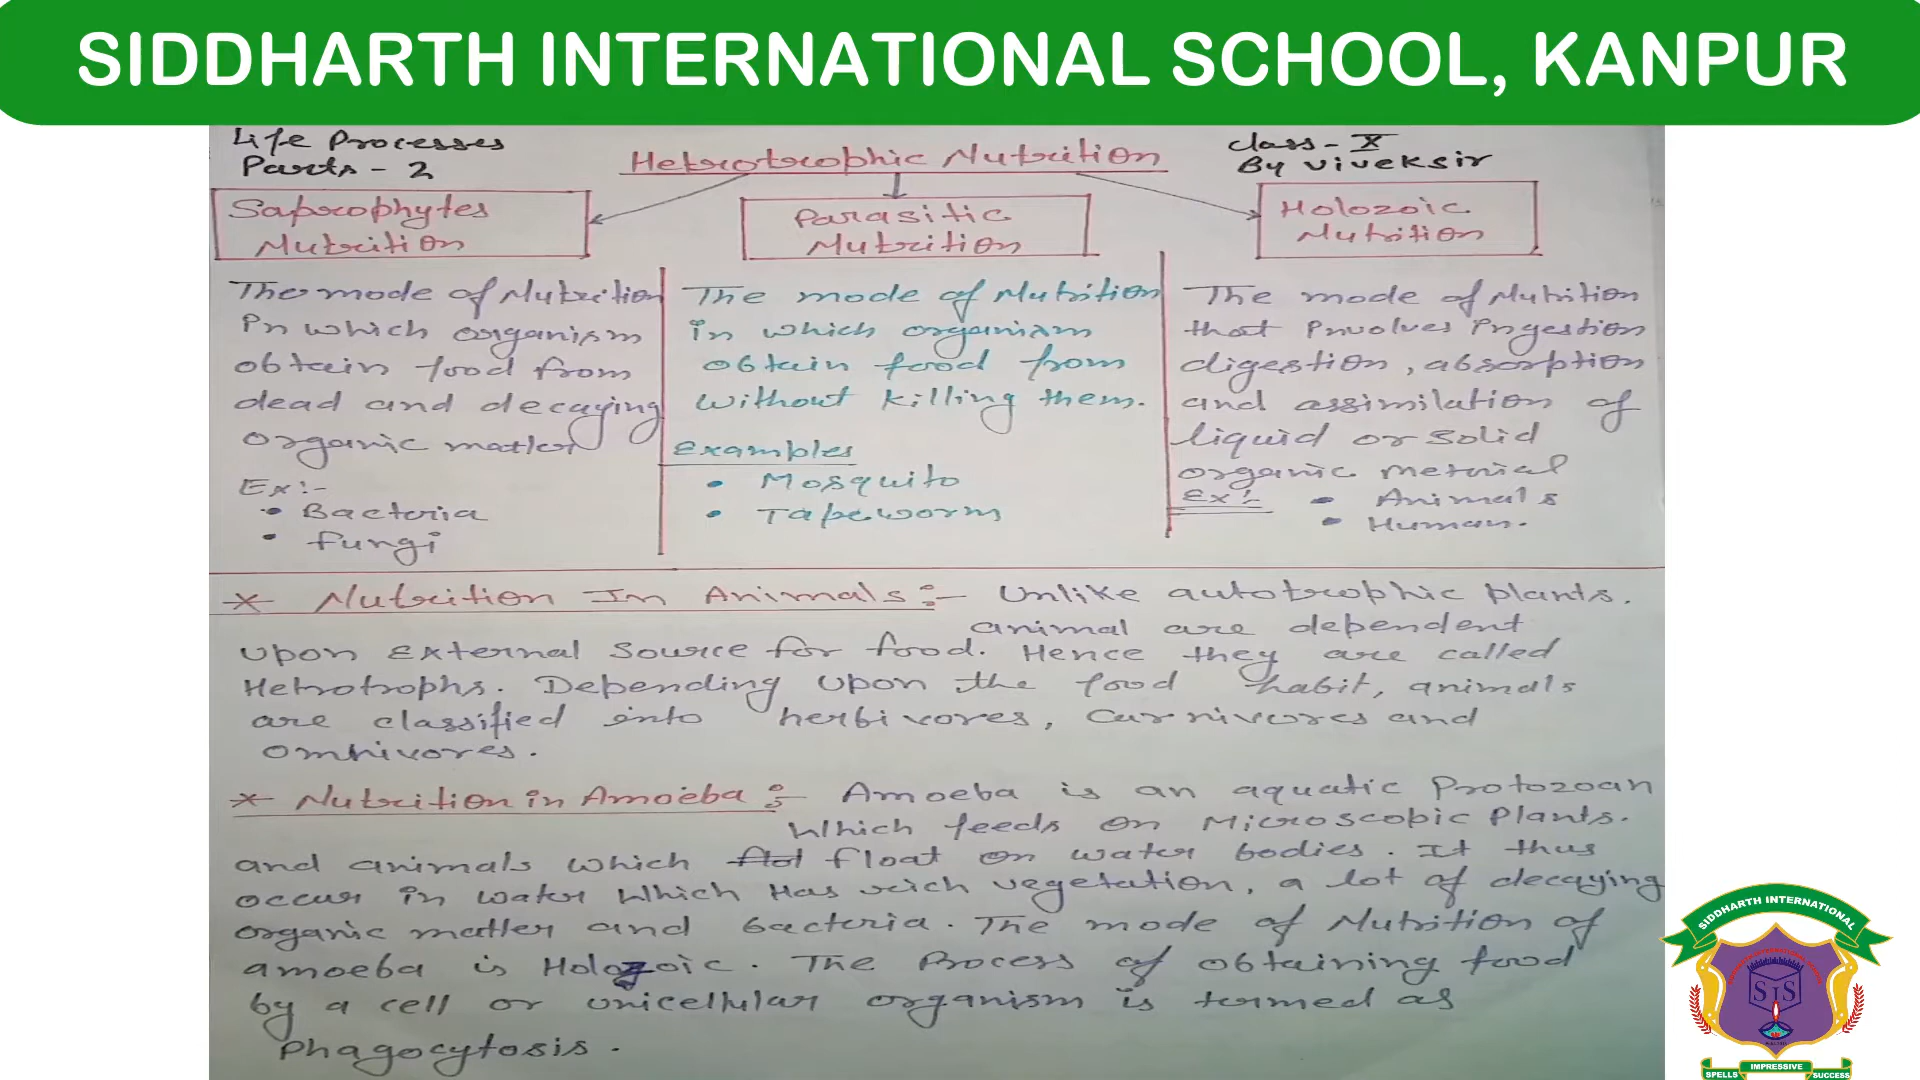 SIDDHARTH INTERNATIONAL SCHOOL, KANPUR
Life Processes
Parts - 2
Hetrotrophic Nutrition
Class - X
By Vivek sir
Saprophytes
Nutrition
Parasitic
Nutrition
Holozoic
Nutrition
The mode of Nutrition
in which organism
obtain food from
dead and decaying
organic matter
Ex:-
• Bacteria
• fungi
The mode of Nutrition
in which organism
obtain food from
without killing them.
Examples
• Mosquito
• Tapeworm
The mode of Nutrition
that involves ingestion
digestion, absorption
and assimilation of
liquid or solid
organic meterial
Ex:-
• Animals
• Human.
* Nutrition In Animals :- Unlike autotrophic plants.
animal are dependent
upon external source for food. Hence they are called
Hetrotrophs. Depending upon the food habit, animals
are classified into herbivores, carnivores and
omnivores.
* Nutrition in Amoeba :- Amoeba is an aquatic Protozoan
Which feeds on Microscopic Plants.
and animals which float on water bodies. It thus
occur in water Which Has rich vegetation, a lot of decaying
organic matter and bacteria. The mode of Nutrition of
amoeba is Holozoic. The Process of obtaining food
by a cell or unicellular organism is termed as
Phagocytosis.
SIDDHARTH INTERNATIONAL
SIS
SPELLS IMPRESSIVE SUCCESS